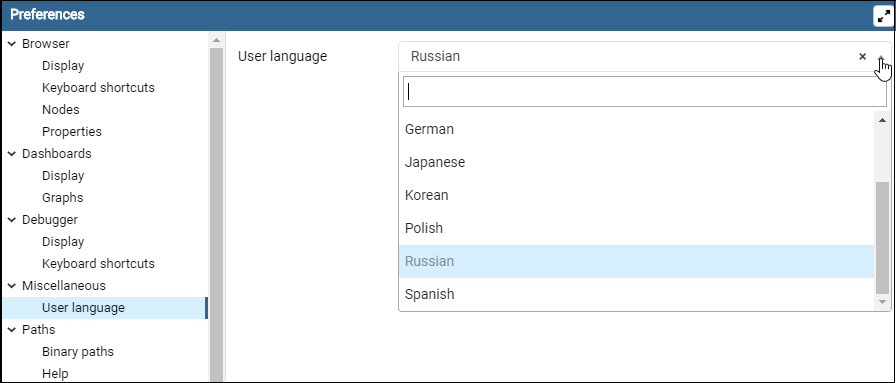 Preferences
Browser
Display
Keyboard shortcuts
Nodes
Properties
Dashboards
Display
Graphs
Debugger
Display
Keyboard shortcuts
Miscellaneous
User language
Paths
Binary paths
Help
User language
Russian ×
German
Japanese
Korean
Polish
Russian
Spanish